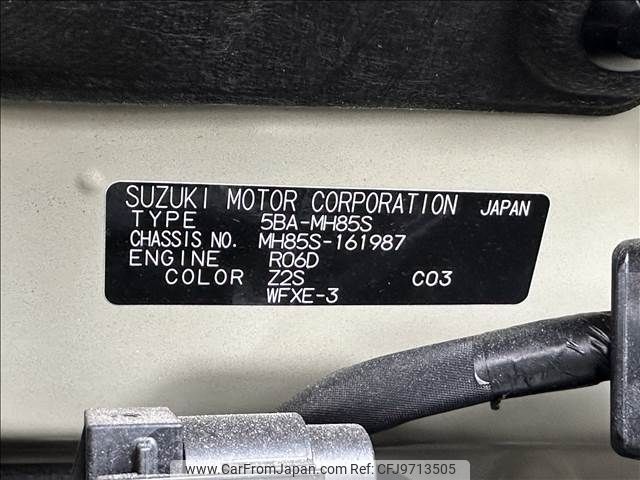 SUZUKI MOTOR CORPORATION JAPAN
TYPE 5BA-MH85S
CHASSIS NO. MH85S-161987
ENGINE R06D
COLOR Z2S C03
WFXE-3
www.CarFromJapan.com CFJ9713505